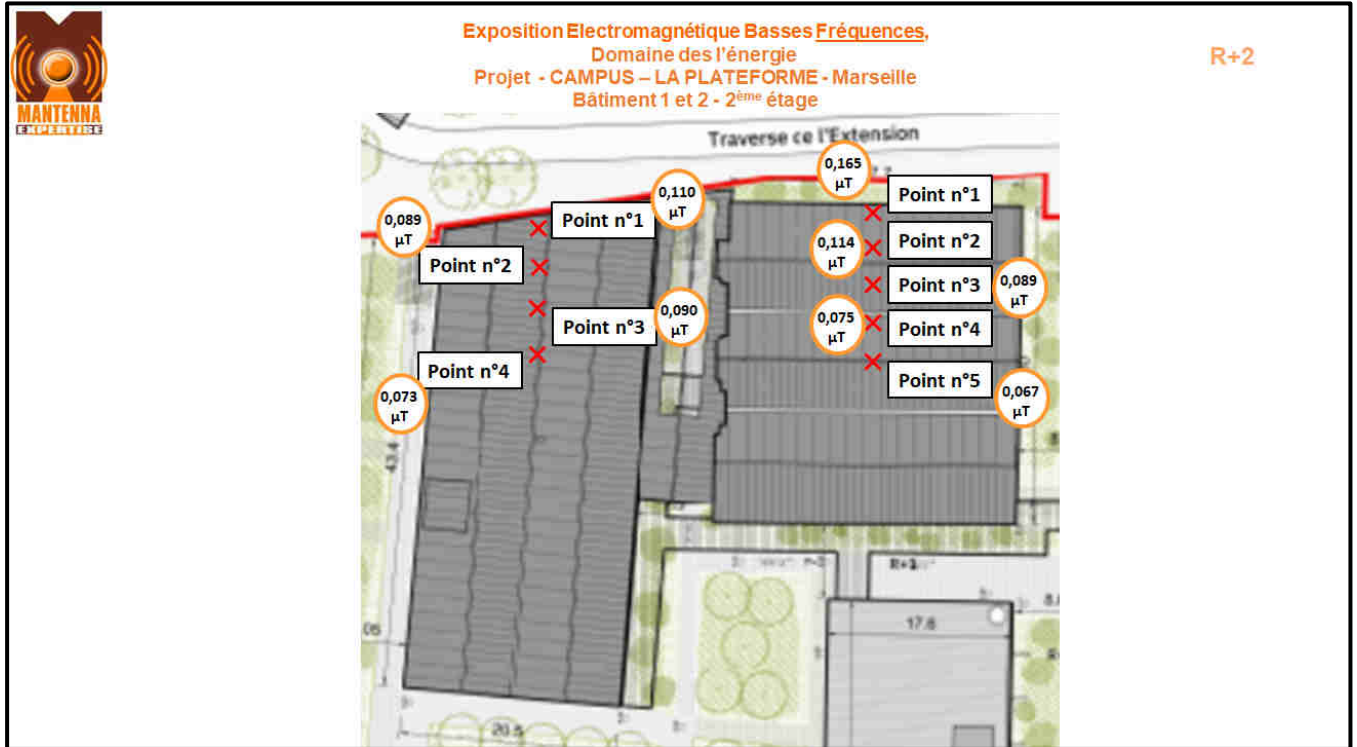 MANTENNA
EXPERTISE
Exposition Electromagnétique Basses Fréquences,
Domaine des l'énergie
Projet - CAMPUS – LA PLATEFORME - Marseille
Bâtiment 1 et 2 - 2ème étage
R+2
Traverse ce l'Extension
0,165
µT
0,110
µT
Point n°1
Point n°1
0,089
µT
0,114
µT
Point n°2
Point n°2
Point n°3
0,089
µT
0,090
µT
Point n°3
0,075
µT
Point n°4
Point n°4
Point n°5
0,073
µT
0,067
µT
43.4
R+3
17.6
20.5